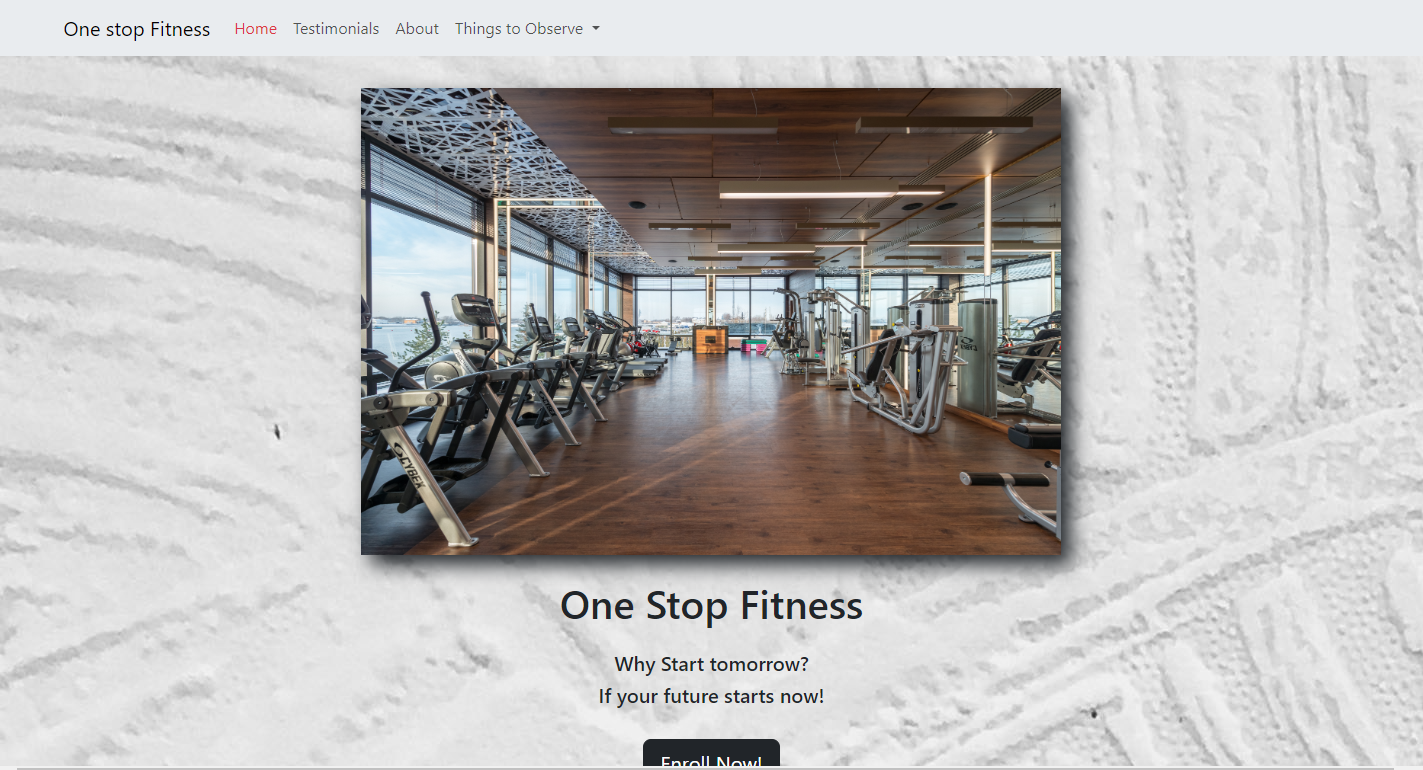 One stop Fitness Home Testimonials About Things to Observe
CYBEX
One Stop Fitness
Why Start tomorrow?
If your future starts now!
Enroll Now!